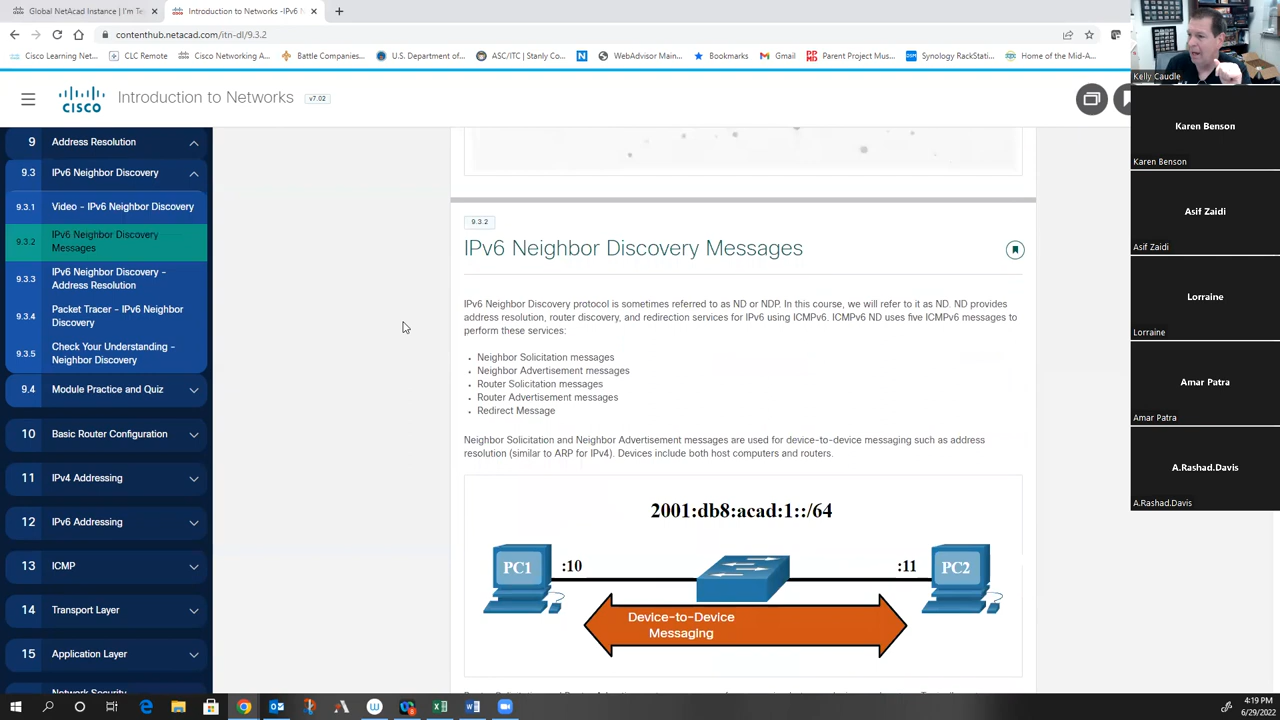 Global NetAcad Instance | I'm Te
Introduction to Networks -IPv6 N
contenthub.netacad.com/itn-dl/9.3.2
Cisco Learning Net...
CLC Remote
Cisco Networking A...
Battle Companies...
U.S. Department of...
ASC/ITC | Stanly Co...
WebAdvisor Main...
Bookmarks
Gmail
Parent Project Mus...
Synology RackStati...
Home of the Mid-A...
CISCO
Introduction to Networks
v7.02
9 Address Resolution
9.3 IPv6 Neighbor Discovery
9.3.1 Video - IPv6 Neighbor Discovery
9.3.2 IPv6 Neighbor Discovery
Messages
9.3.3 IPv6 Neighbor Discovery -
Address Resolution
9.3.4 Packet Tracer - IPv6 Neighbor
Discovery
9.3.5 Check Your Understanding -
Neighbor Discovery
9.4 Module Practice and Quiz
10 Basic Router Configuration
11 IPv4 Addressing
12 IPv6 Addressing
13 ICMP
14 Transport Layer
15 Application Layer
Network Security
9.3.2
IPv6 Neighbor Discovery Messages
IPv6 Neighbor Discovery protocol is sometimes referred to as ND or NDP. In this course, we will refer to it as ND. ND provides
address resolution, router discovery, and redirection services for IPv6 using ICMPv6. ICMPv6 ND uses five ICMPv6 messages to
perform these services:
• Neighbor Solicitation messages
• Neighbor Advertisement messages
• Router Solicitation messages
• Router Advertisement messages
• Redirect Message
Neighbor Solicitation and Neighbor Advertisement messages are used for device-to-device messaging such as address
resolution (similar to ARP for IPv4). Devices include both host computers and routers.
2001:db8:acad:1::/64
PC1
:10
:11
PC2
Device-to-Device
Messaging
Kelly Caudle
Karen Benson
Karen Benson
Asif Zaidi
Asif Zaidi
Lorraine
Lorraine
Amar Patra
Amar Patra
A.Rashad.Davis
A.Rashad.Davis
4:19 PM
6/29/2022